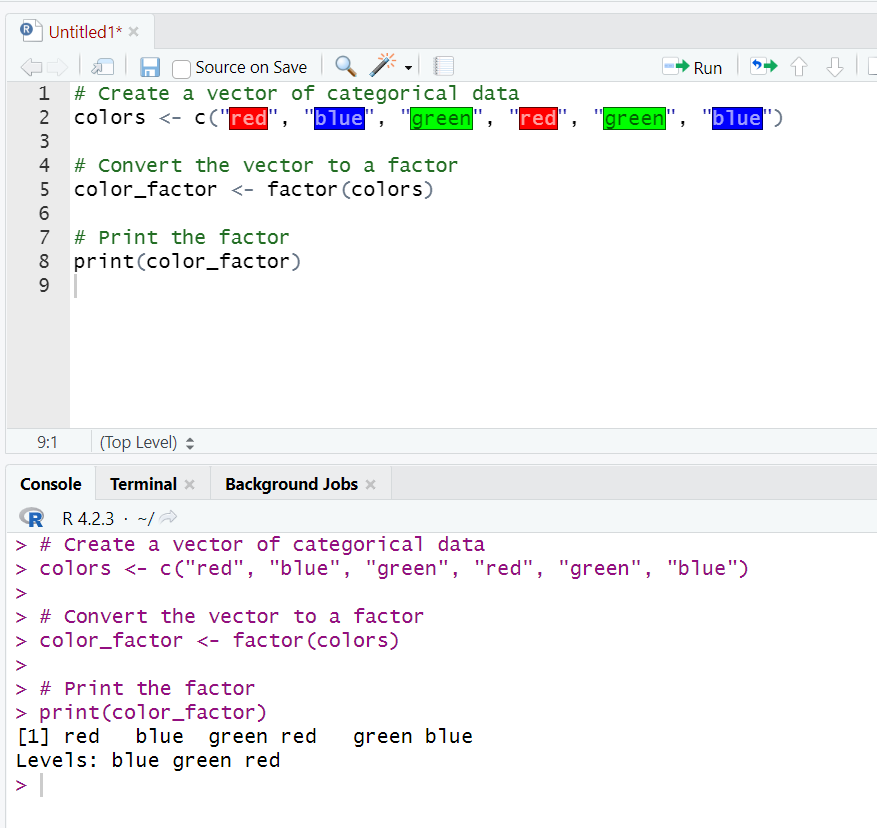 Untitled1*
Source on Save
Run
1 # Create a vector of categorical data
2 colors <- c("red", "blue", "green", "red", "green", "blue")
3
4 # Convert the vector to a factor
5 color_factor <- factor(colors)
6
7 # Print the factor
8 print(color_factor)
9
9:1 (Top Level)
Console Terminal Background Jobs
R R 4.2.3 · ~/
> # Create a vector of categorical data
> colors <- c("red", "blue", "green", "red", "green", "blue")
>
> # Convert the vector to a factor
> color_factor <- factor(colors)
>
> # Print the factor
> print(color_factor)
[1] red   blue  green red   green blue
Levels: blue green red
>